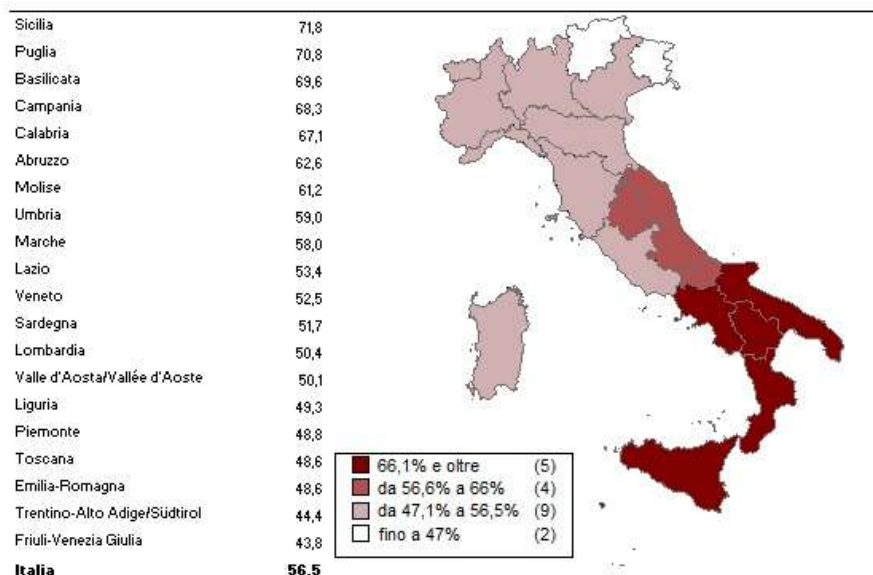 Sicilia 71,8
Puglia 70,8
Basilicata 69,6
Campania 68,3
Calabria 67,1
Abruzzo 62,6
Molise 61,2
Umbria 59,0
Marche 58,0
Lazio 53,4
Veneto 52,5
Sardegna 51,7
Lombardia 50,4
Valle d'Aosta/Vallée d'Aoste 50,1
Liguria 49,3
Piemonte 48,8
Toscana 48,6
Emilia-Romagna 48,6
Trentino-Alto Adige/Südtirol 44,4
Friuli-Venezia Giulia 43,8
Italia 56,5
66,1% e oltre (5)
da 56,6% a 66% (4)
da 47,1% a 56,5% (9)
fino a 47% (2)